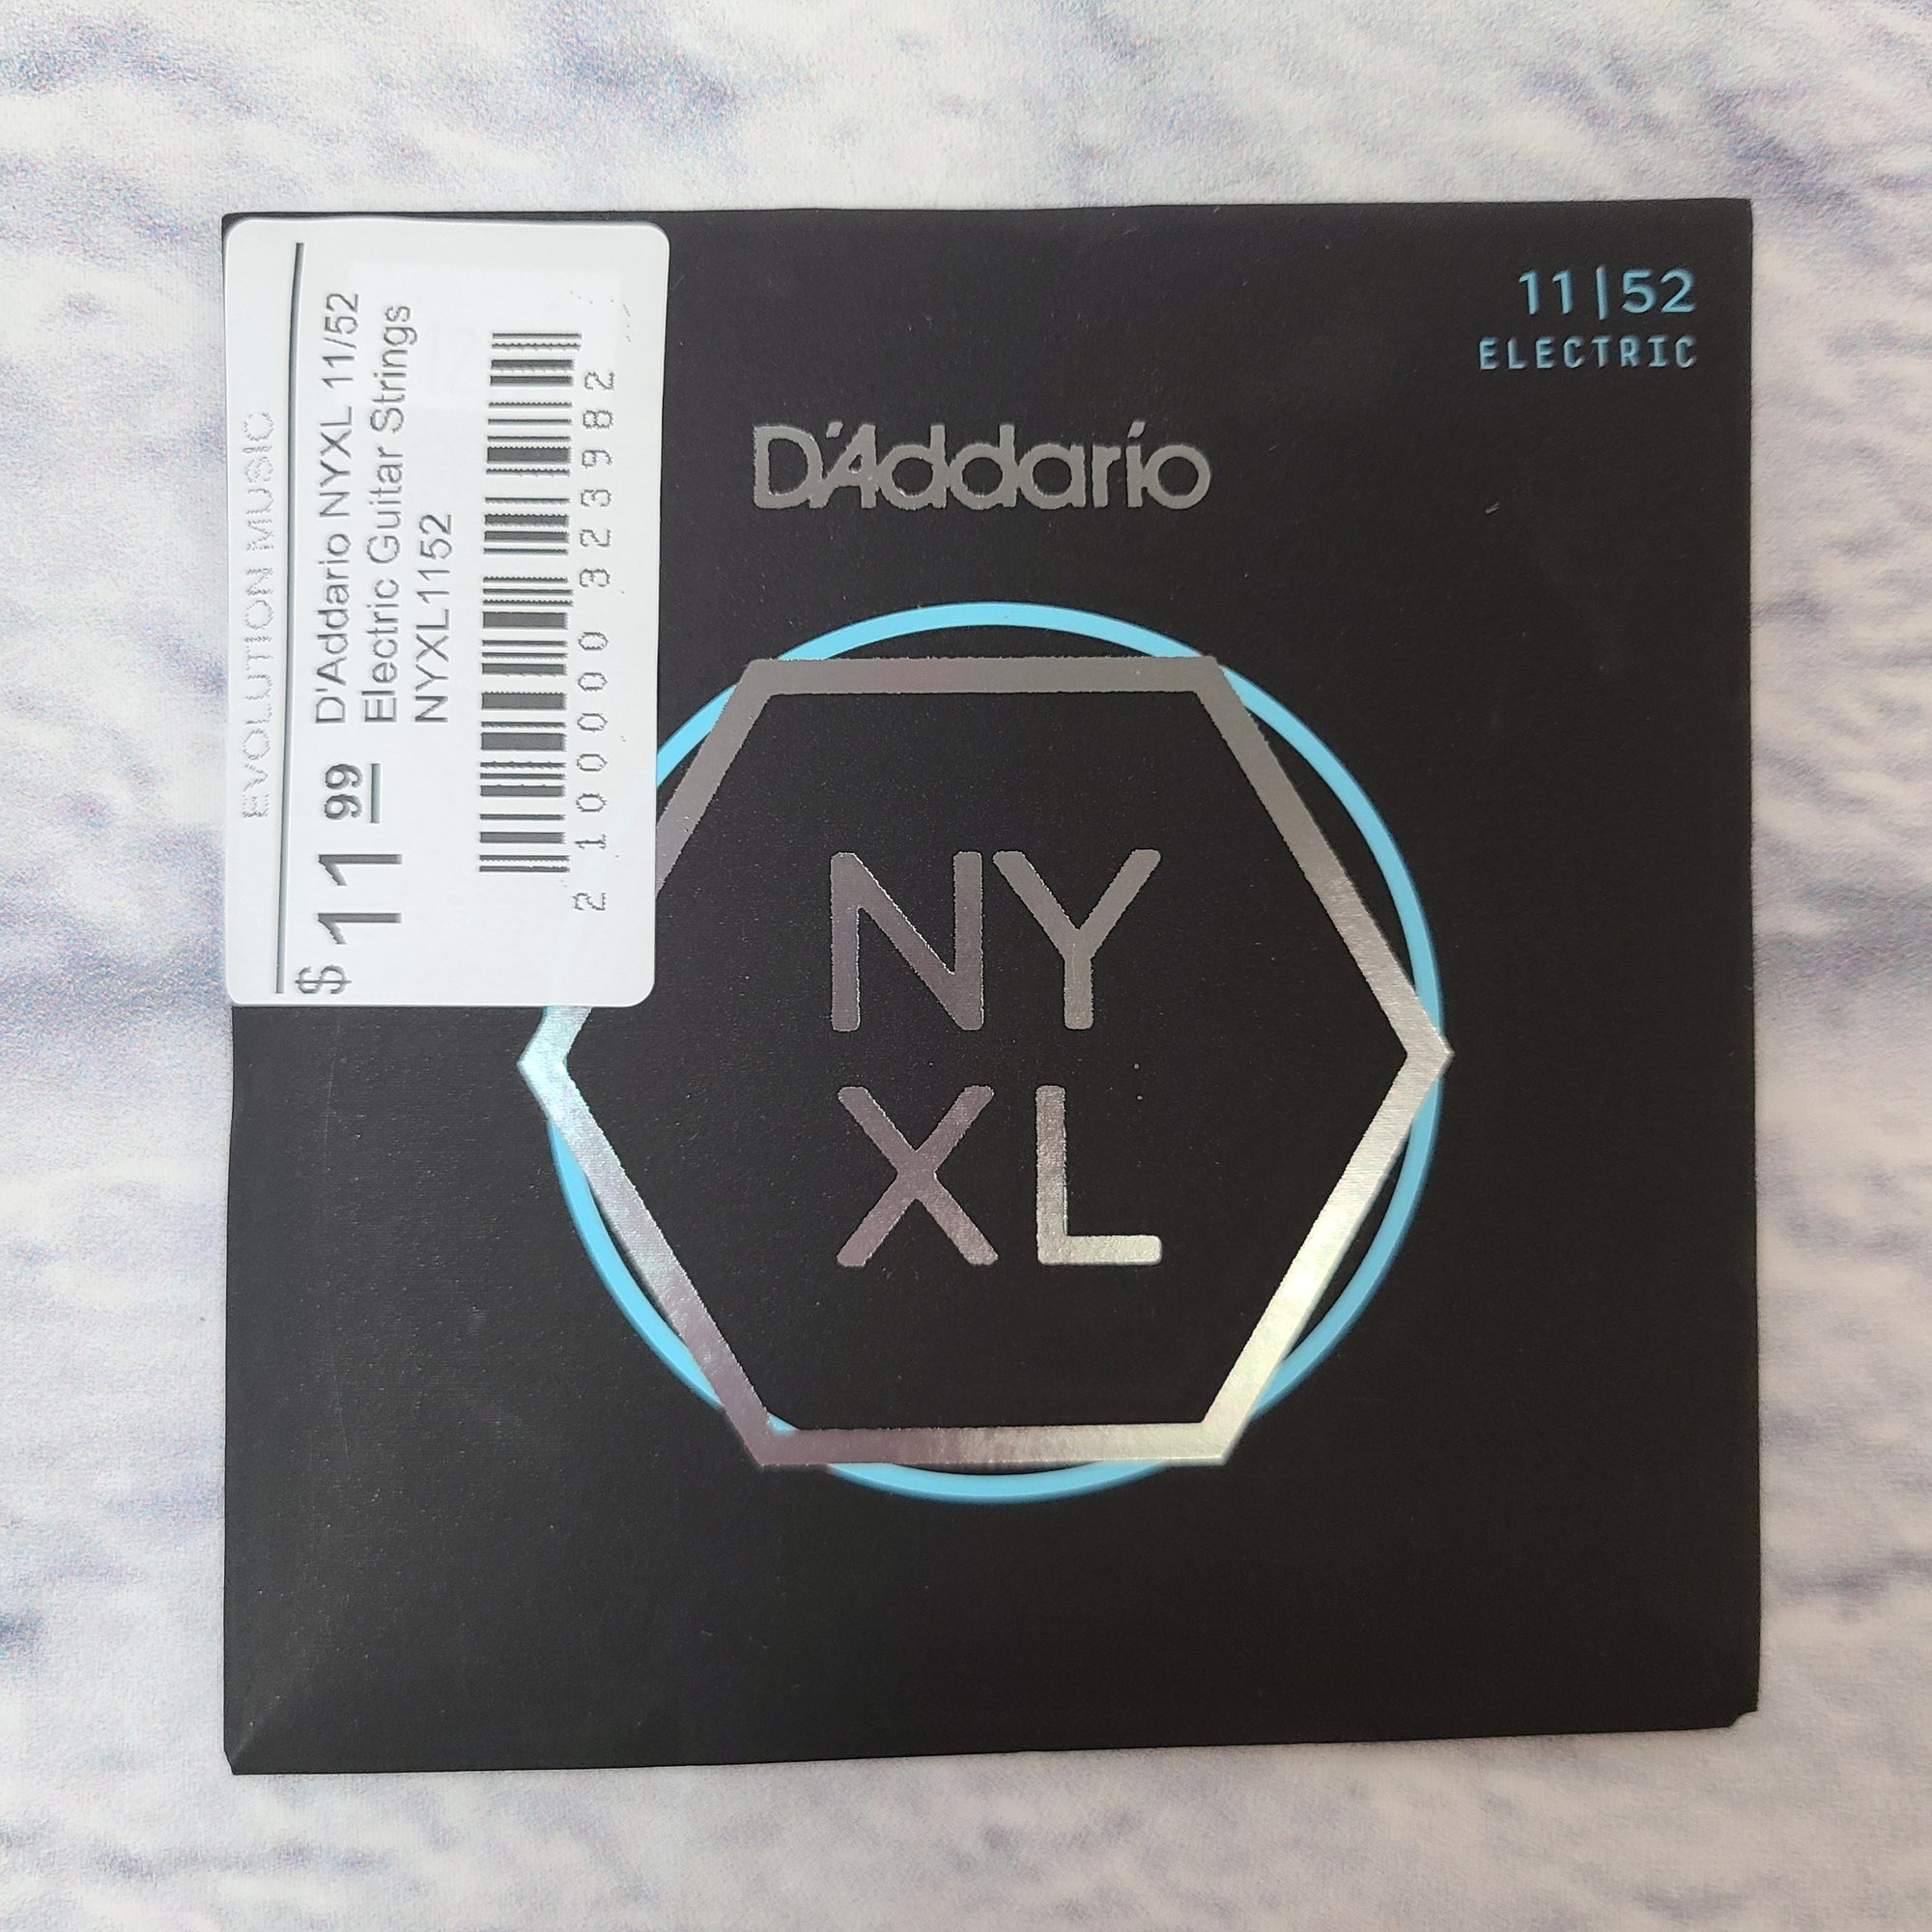 EVOLUTION MUSIC
$11 99
D'Addario NYXL 11/52
Electric Guitar Strings
NYXL1152
2 100000 323982
11|52
ELECTRIC
D'Addario
NY
XL